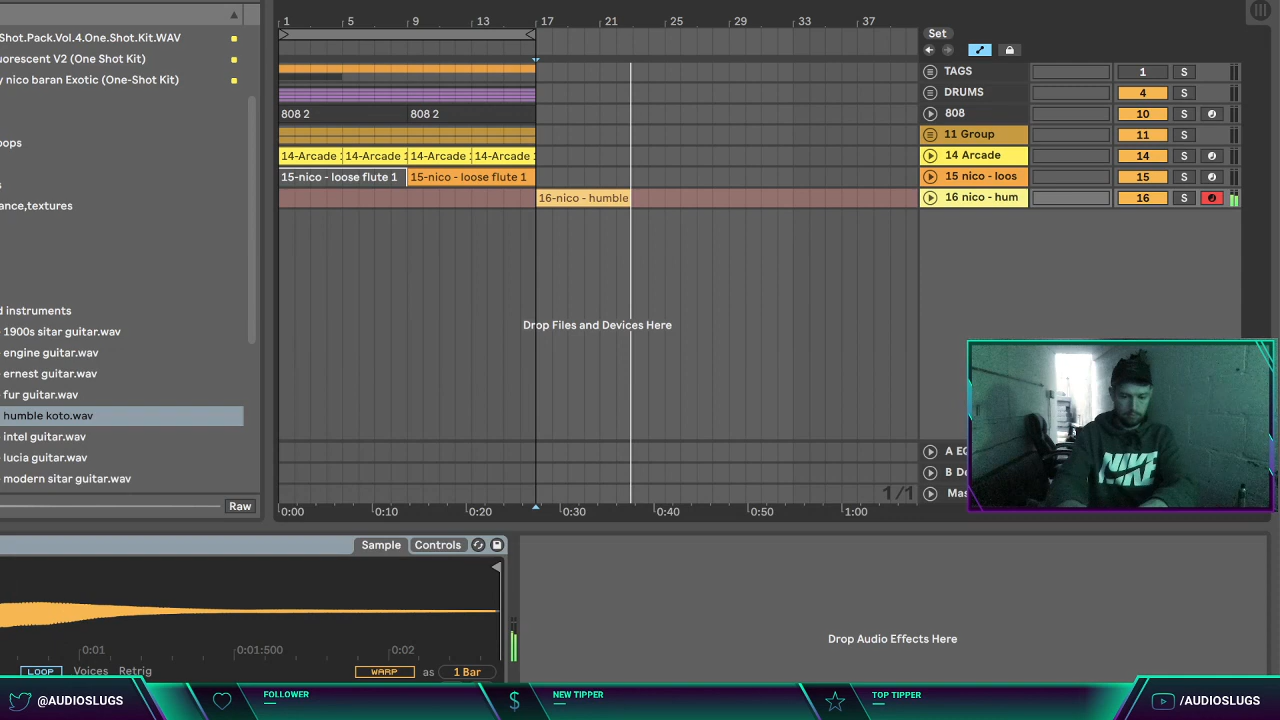 1 5 9 13 17 21 25 29 33 37
Shot.Pack.Vol.4.One.Shot.Kit.WAV
uorescent V2 (One Shot Kit)
y nico baran Exotic (One-Shot Kit)
oops
s
ance,textures
d instruments
- 1900s sitar guitar.wav
- engine guitar.wav
- ernest guitar.wav
- fur guitar.wav
- humble koto.wav
- intel guitar.wav
- lucia guitar.wav
- modern sitar guitar.wav
Raw
808 2 808 2
14-Arcade 14-Arcade 14-Arcade 14-Arcade
15-nico - loose flute 1 15-nico - loose flute 1
16-nico - humble
Drop Files and Devices Here
1/1
0:00 0:10 0:20 0:30 0:40 0:50 1:00
Set
TAGS 1 S
DRUMS 4 S
808 10 S
11 Group 11 S
14 Arcade 14 S
15 nico - loos 15 S
16 nico - hum 16 S
A EC
B De
Mas
NIKE
Sample Controls
0:01 0:01:500 0:02
LOOP Voices Retrig WARP as 1 Bar
Drop Audio Effects Here
@AUDIOSLUGS
FOLLOWER
NEW TIPPER
TOP TIPPER
/AUDIOSLUGS